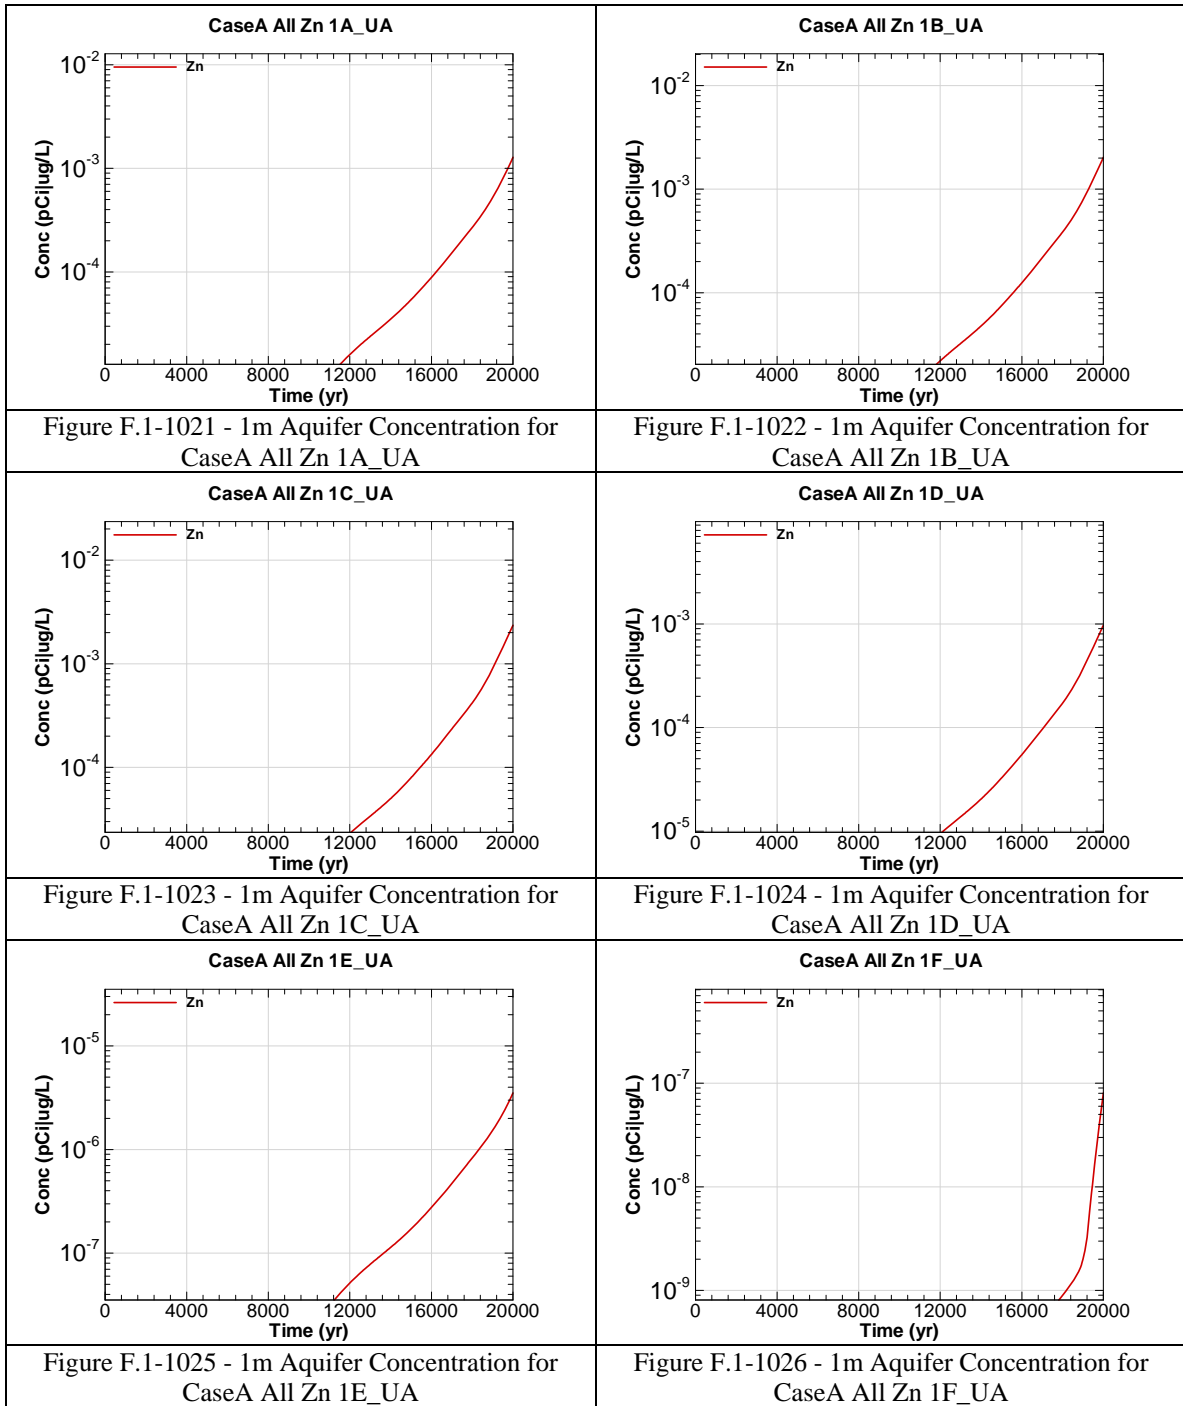 CaseA All Zn 1A_UA
Zn
10-2
10-3
10-4
Conc (pCi|ug/L)
0 4000 8000 12000 16000 20000
Time (yr)
Figure F.1-1021 - 1m Aquifer Concentration for
CaseA All Zn 1A_UA
CaseA All Zn 1B_UA
Zn
10-2
10-3
10-4
Conc (pCi|ug/L)
0 4000 8000 12000 16000 20000
Time (yr)
Figure F.1-1022 - 1m Aquifer Concentration for
CaseA All Zn 1B_UA
CaseA All Zn 1C_UA
Zn
10-2
10-3
10-4
Conc (pCi|ug/L)
0 4000 8000 12000 16000 20000
Time (yr)
Figure F.1-1023 - 1m Aquifer Concentration for
CaseA All Zn 1C_UA
CaseA All Zn 1D_UA
Zn
10-3
10-4
10-5
Conc (pCi|ug/L)
0 4000 8000 12000 16000 20000
Time (yr)
Figure F.1-1024 - 1m Aquifer Concentration for
CaseA All Zn 1D_UA
CaseA All Zn 1E_UA
Zn
10-5
10-6
10-7
Conc (pCi|ug/L)
0 4000 8000 12000 16000 20000
Time (yr)
Figure F.1-1025 - 1m Aquifer Concentration for
CaseA All Zn 1E_UA
CaseA All Zn 1F_UA
Zn
10-7
10-8
10-9
Conc (pCi|ug/L)
0 4000 8000 12000 16000 20000
Time (yr)
Figure F.1-1026 - 1m Aquifer Concentration for
CaseA All Zn 1F_UA